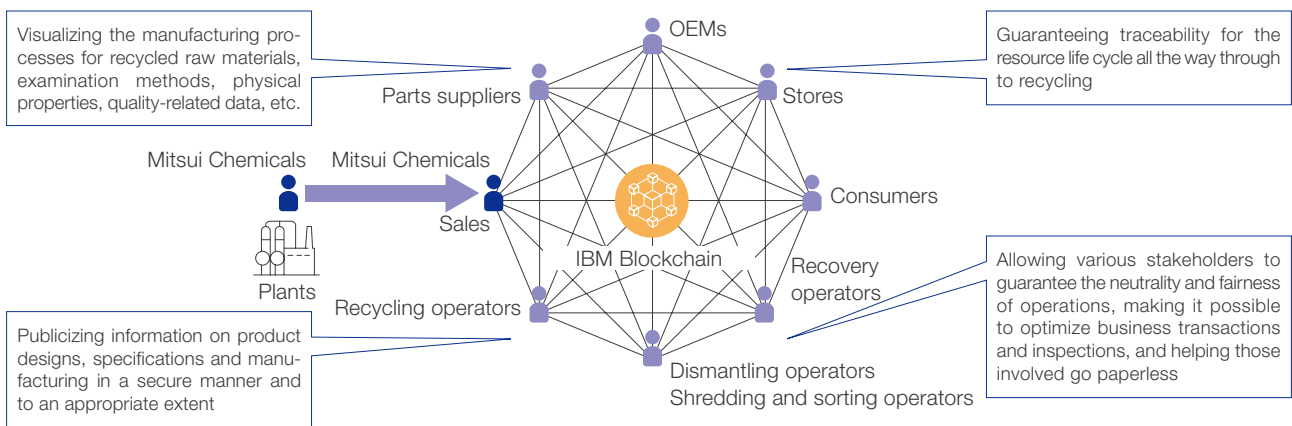 Visualizing the manufacturing pro-
cesses for recycled raw materials,
examination methods, physical
properties, quality-related data, etc.
OEMs
Guaranteeing traceability for the
resource life cycle all the way through
to recycling
Parts suppliers
Stores
Mitsui Chemicals
Mitsui Chemicals
Sales
Consumers
IBM Blockchain
Plants
Recycling operators
Recovery
operators
Allowing various stakeholders to
guarantee the neutrality and fairness
of operations, making it possible
to optimize business transactions
and inspections, and helping those
involved go paperless
Publicizing information on product
designs, specifications and manu-
facturing in a secure manner and
to an appropriate extent
Dismantling operators
Shredding and sorting operators